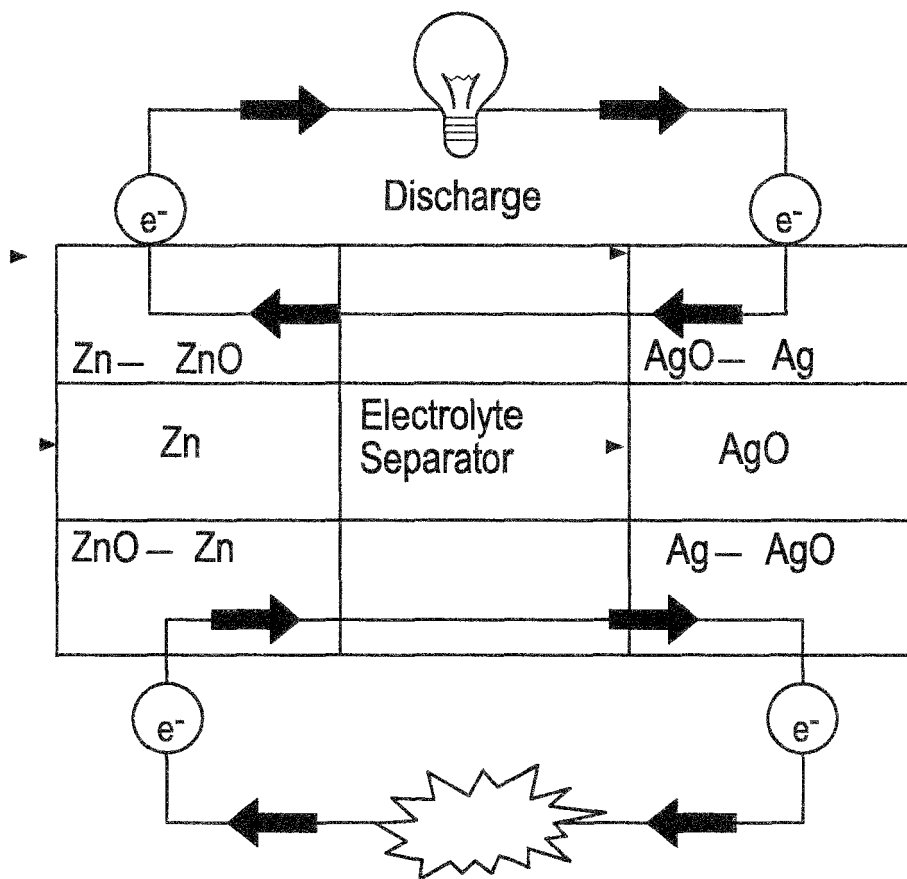 Discharge
e-
e-
Zn— ZnO
AgO— Ag
Zn
Electrolyte
Separator
AgO
ZnO— Zn
Ag— AgO
e-
e-